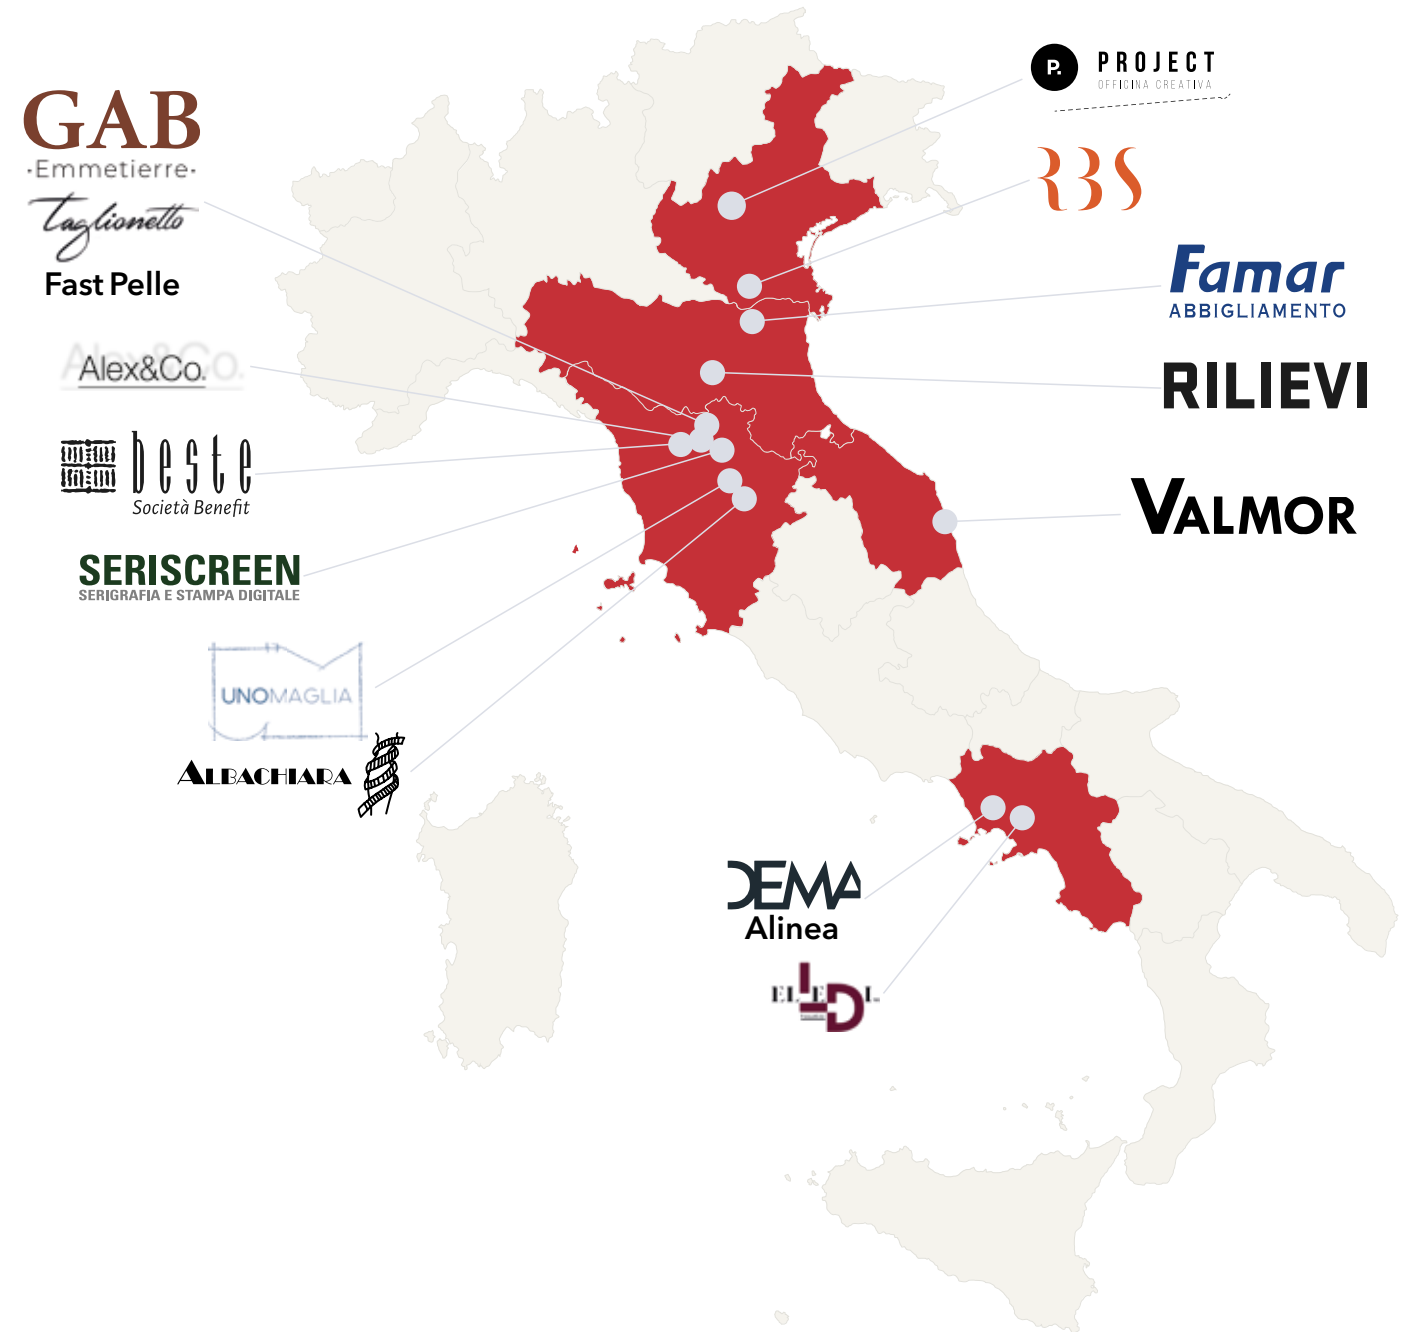 GAB
·Emmetierre·
Taglionetto
Fast Pelle
Alex&Co.
beste
Società Benefit
SERISCREEN
SERIGRAFIA E STAMPA DIGITALE
UNOMAGLIA
ALBACHIARA
P. PROJECT
OFFICINA CREATIVA
RBS
Famar
ABBIGLIAMENTO
RILIEVI
VALMOR
DEMA
Alinea